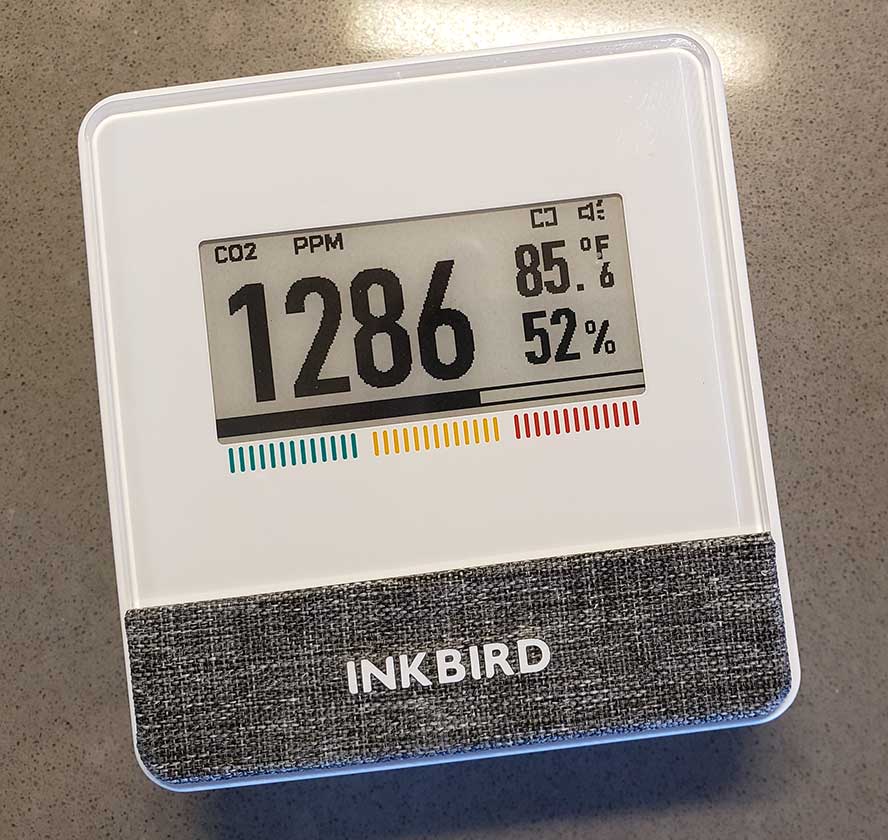 CO2 PPM
1286
85.6 °F
52%
INKBIRD